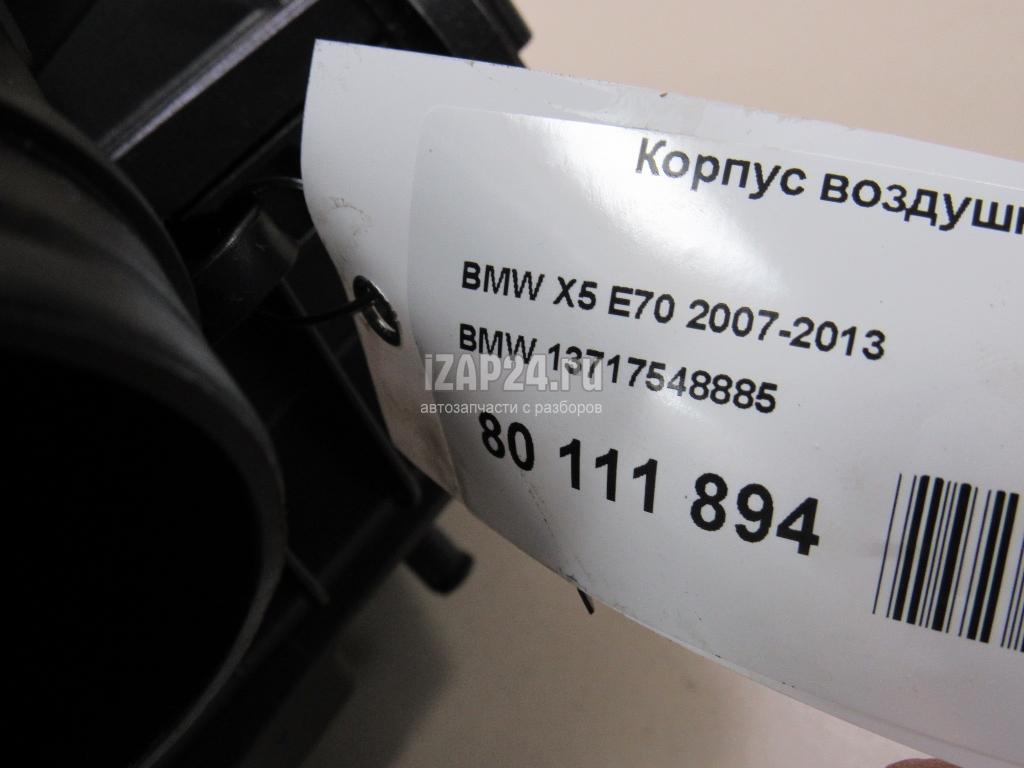 Корпус воздушн
BMW X5 E70 2007-2013
BMW 13717548885
iZAP24.ru
автозапчасти с разборов
80 111 894